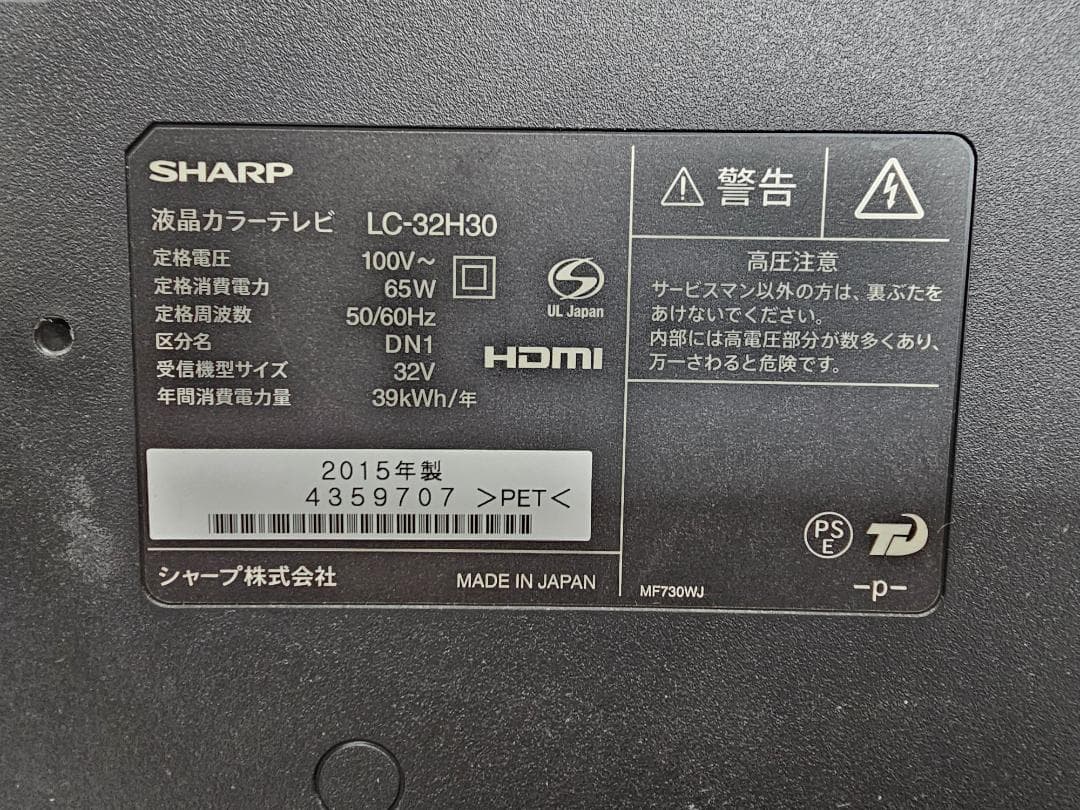 SHARP
液晶カラーテレビ LC-32H30
定格電圧 100V～
定格消費電力 65W
定格周波数 50/60Hz
区分名 DN1
受信機型サイズ 32V
年間消費電力量 39kWh/年
UL Japan
HDMI
2015年製
4359707 >PET<
シャープ株式会社 MADE IN JAPAN
警告
高圧注意
サービスマン以外の方は、裏ぶたを
あけないでください。
内部には高電圧部分が数多くあり、
万一さわると危険です。
PS
E
MF730WJ
-p-